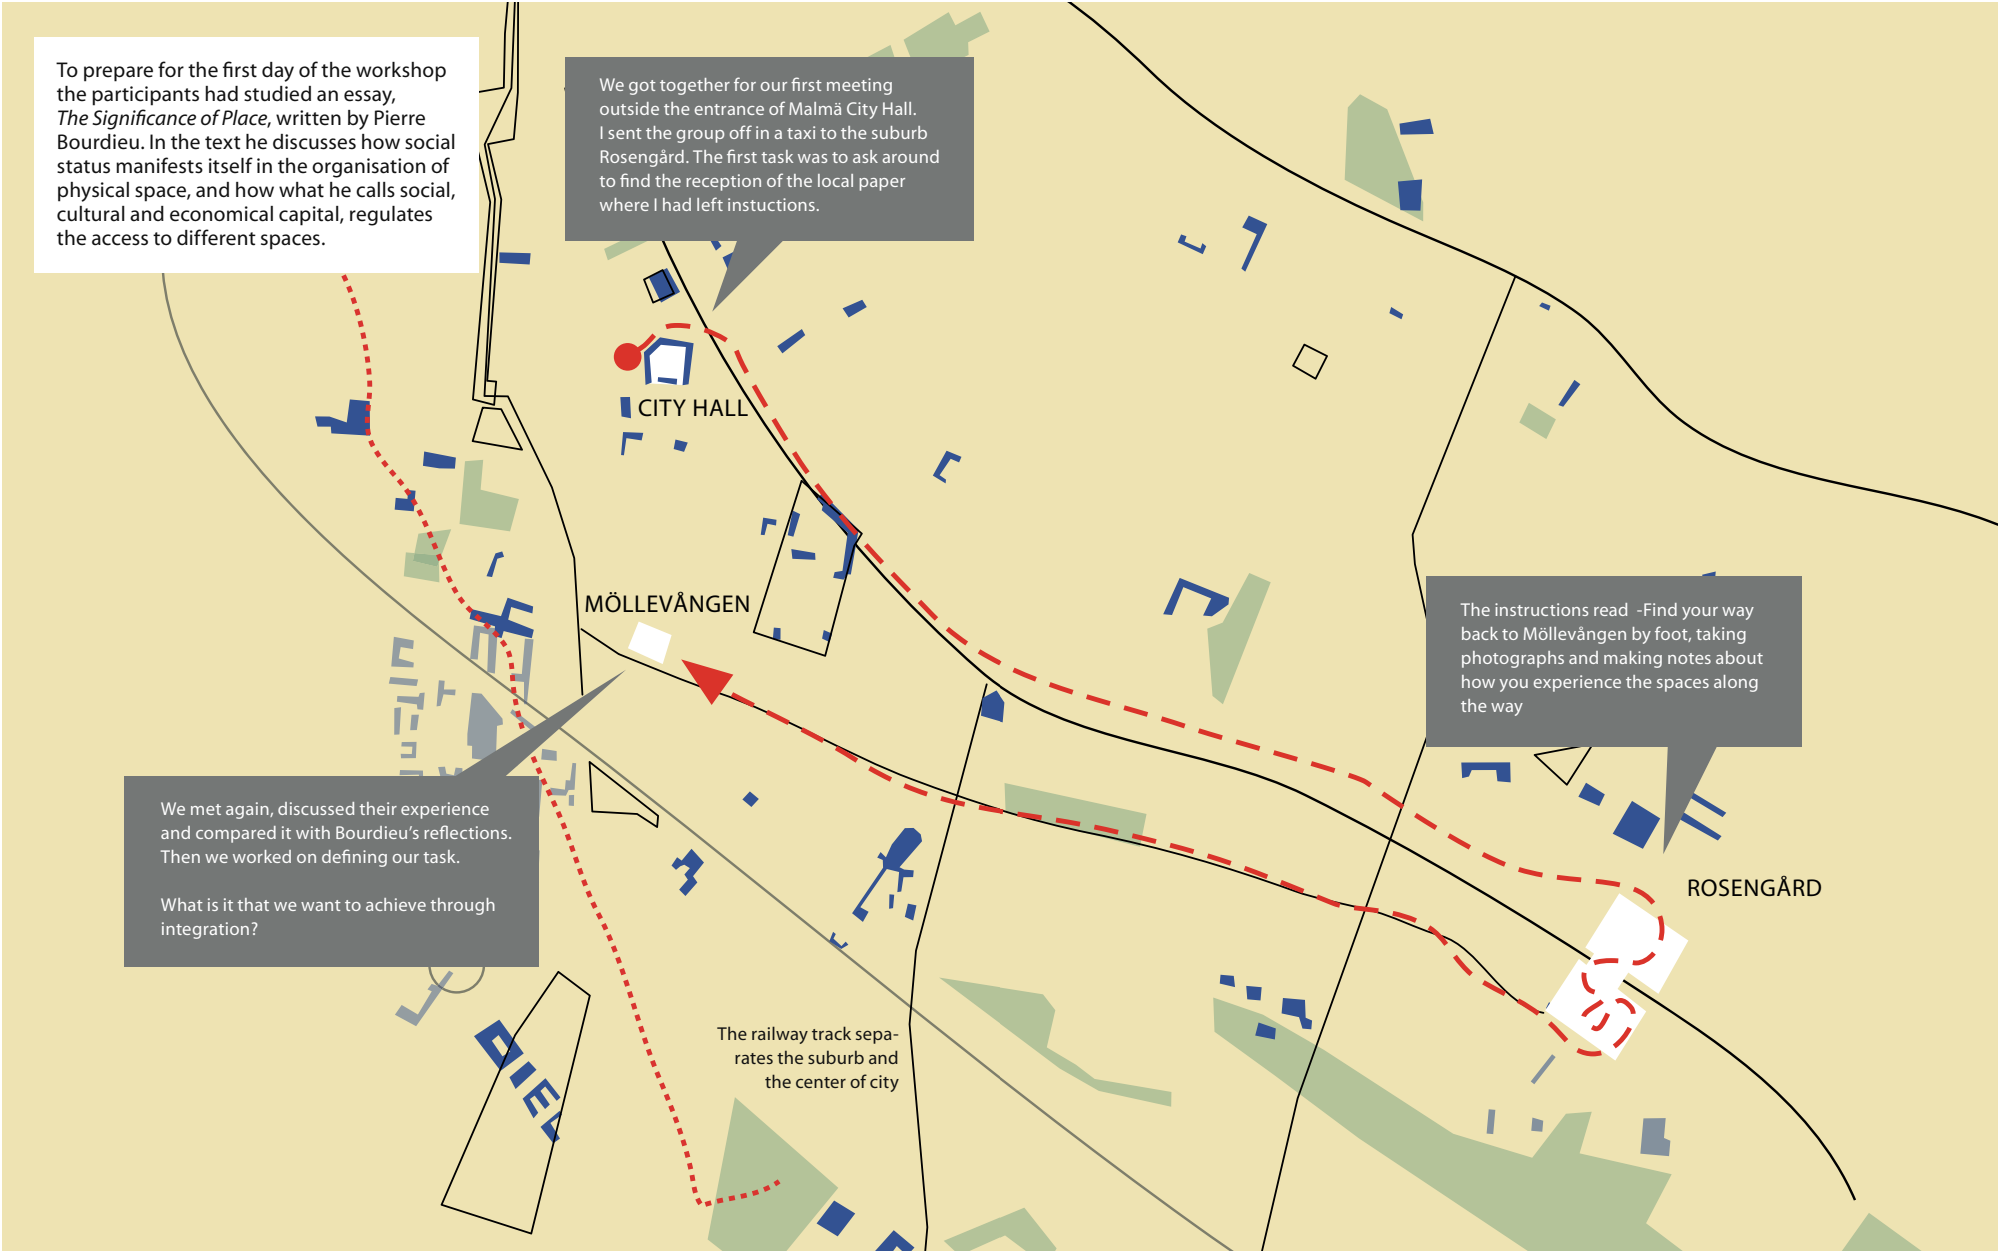 To prepare for the first day of the workshop
the participants had studied an essay,
The Significance of Place, written by Pierre
Bourdieu. In the text he discusses how social
status manifests itself in the organisation of
physical space, and how what he calls social,
cultural and economical capital, regulates
the access to different spaces.
We got together for our first meeting
outside the entrance of Malmä City Hall.
I sent the group off in a taxi to the suburb
Rosengård. The first task was to ask around
to find the reception of the local paper
where I had left instuctions.
CITY HALL
MÖLLEVÅNGEN
The instructions read  -Find your way
back to Möllevången by foot, taking
photographs and making notes about
how you experience the spaces along
the way
We met again, discussed their experience
and compared it with Bourdieu’s reflections.
Then we worked on defining our task.
What is it that we want to achieve through
integration?
ROSENGÅRD
The railway track sepa-
rates the suburb and
the center of city